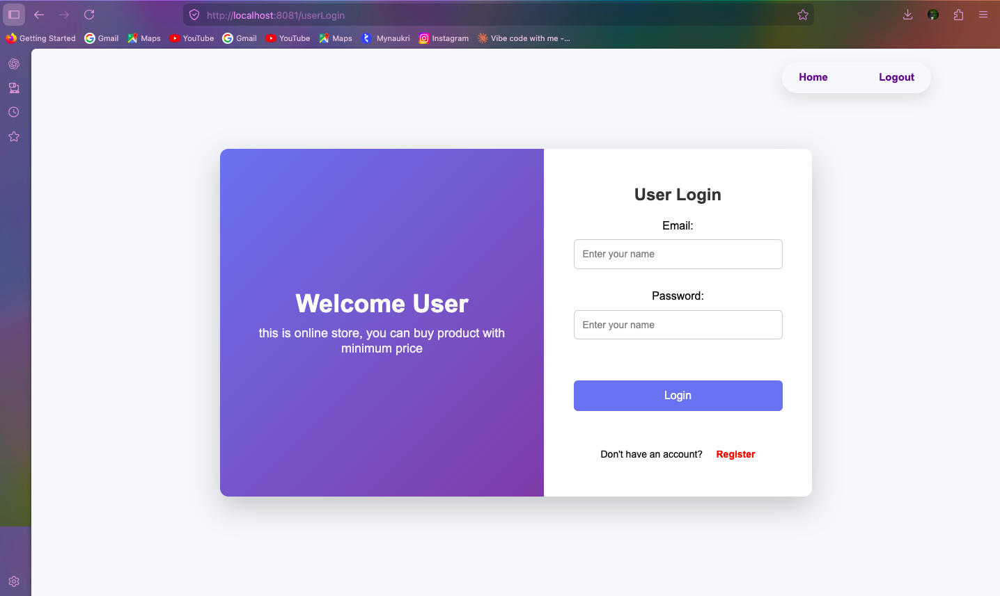 http://localhost:8081/userLogin
Getting Started Gmail Maps YouTube Gmail YouTube Maps Mynaukri Instagram Vibe code with me -...
Home Logout
User Login
Email:
Enter your name
Password:
Enter your name
Login
Don't have an account? Register
Welcome User
this is online store, you can buy product with
minimum price